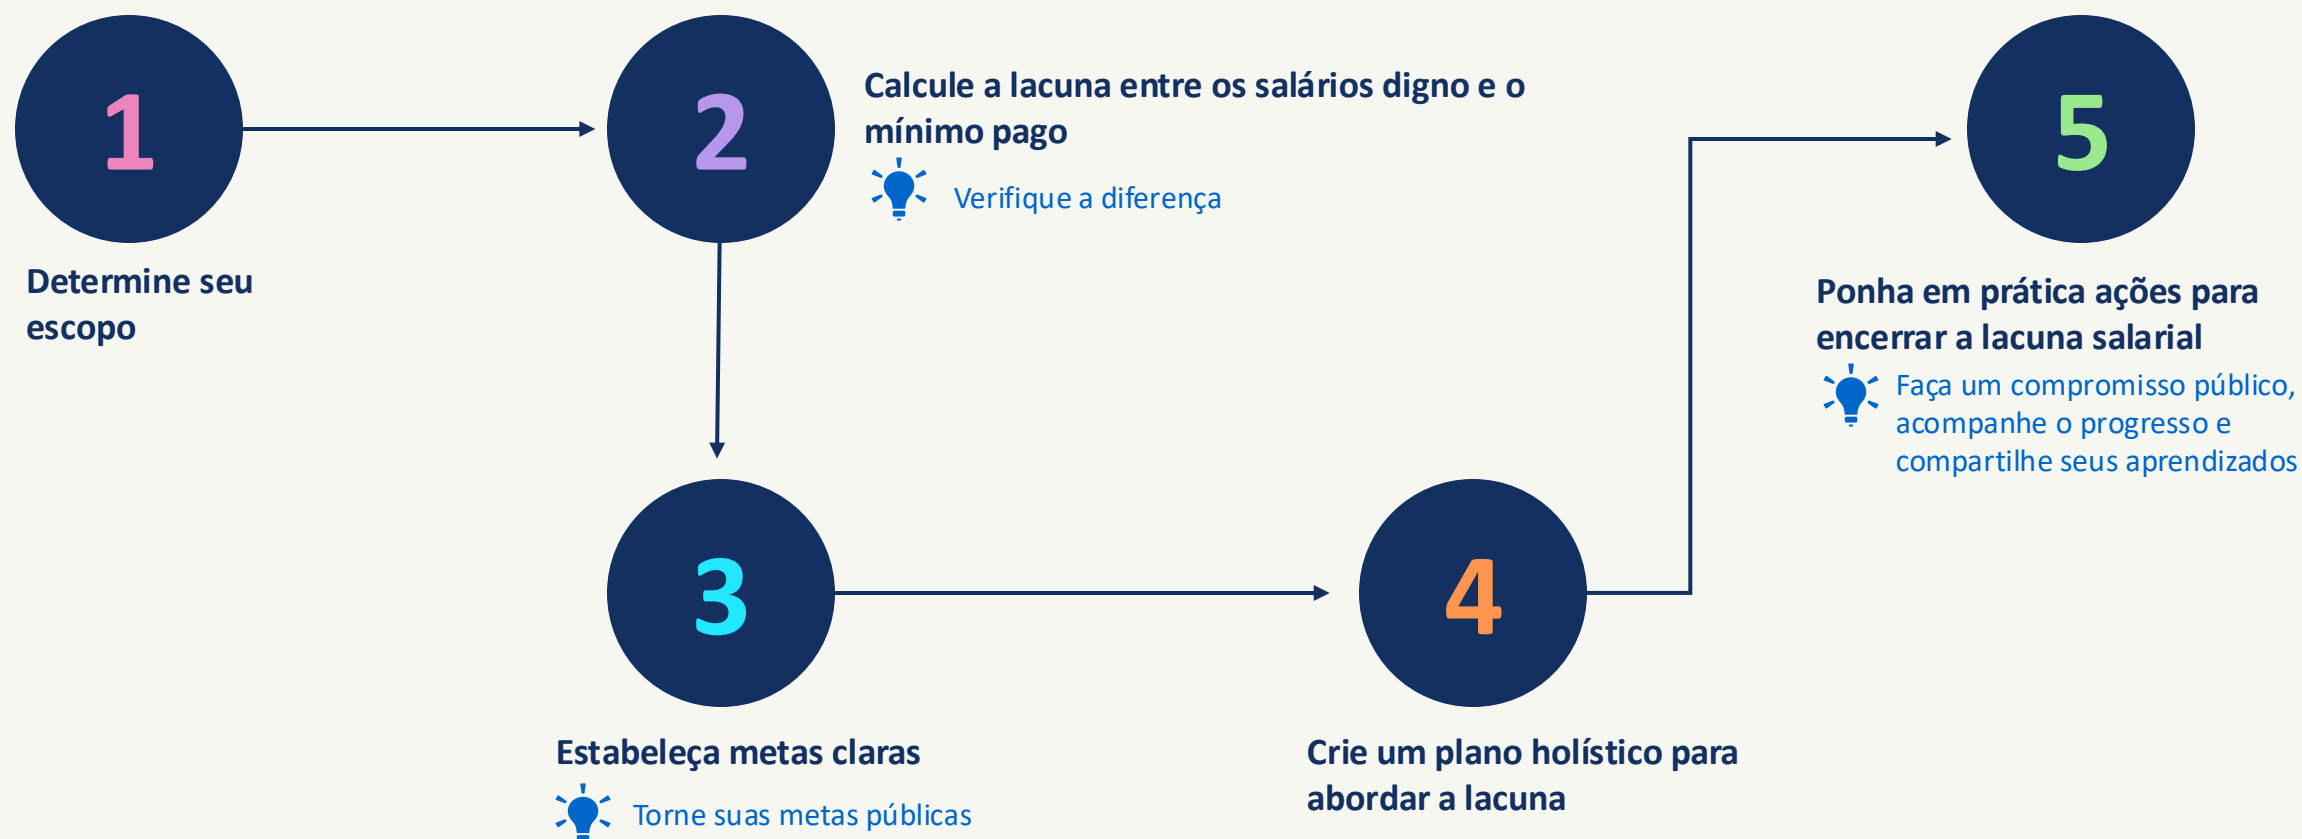 1
Determine seu
escopo
2
Calcule a lacuna entre os salários digno e o
mínimo pago
Verifique a diferença
3
Estabeleça metas claras
Torne suas metas públicas
4
Crie um plano holístico para
abordar a lacuna
5
Ponha em prática ações para
encerrar a lacuna salarial
Faça um compromisso público,
acompanhe o progresso e
compartilhe seus aprendizados